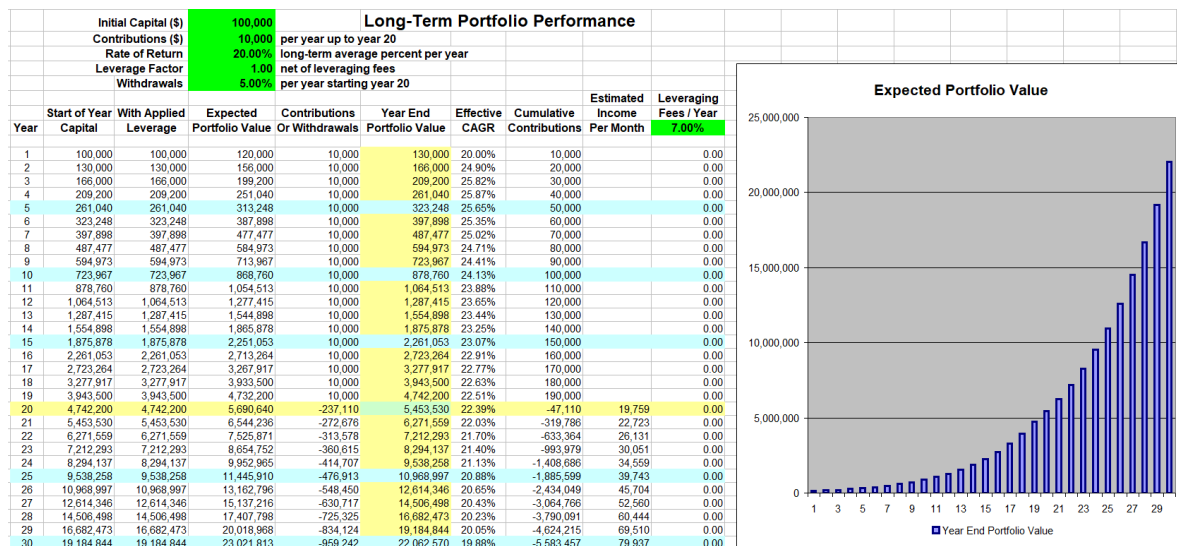 Initial Capital ($) 100,000 Long-Term Portfolio Performance
Contributions ($) 10,000 per year up to year 20
Rate of Return 20.00% long-term average percent per year
Leverage Factor 1.00 net of leveraging fees
Withdrawals 5.00% per year starting year 20
Estimated Leveraging
Start of Year With Applied Expected Contributions Year End Effective Cumulative Income Fees / Year
Year Capital Leverage Portfolio Value Or Withdrawals Portfolio Value CAGR Contributions Per Month 7.00%
1 100,000 100,000 120,000 10,000 130,000 20.00% 10,000 0.00
2 130,000 130,000 156,000 10,000 166,000 24.90% 20,000 0.00
3 166,000 166,000 199,200 10,000 209,200 25.82% 30,000 0.00
4 209,200 209,200 251,040 10,000 261,040 25.87% 40,000 0.00
5 261,040 261,040 313,248 10,000 323,248 25.65% 50,000 0.00
6 323,248 323,248 387,898 10,000 397,898 25.35% 60,000 0.00
7 397,898 397,898 477,477 10,000 487,477 25.02% 70,000 0.00
8 487,477 487,477 584,973 10,000 594,973 24.71% 80,000 0.00
9 594,973 594,973 713,967 10,000 723,967 24.41% 90,000 0.00
10 723,967 723,967 868,760 10,000 878,760 24.13% 100,000 0.00
11 878,760 878,760 1,054,513 10,000 1,064,513 23.88% 110,000 0.00
12 1,064,513 1,064,513 1,277,415 10,000 1,287,415 23.65% 120,000 0.00
13 1,287,415 1,287,415 1,544,898 10,000 1,554,898 23.44% 130,000 0.00
14 1,554,898 1,554,898 1,865,878 10,000 1,875,878 23.25% 140,000 0.00
15 1,875,878 1,875,878 2,251,053 10,000 2,261,053 23.07% 150,000 0.00
16 2,261,053 2,261,053 2,713,264 10,000 2,723,264 22.91% 160,000 0.00
17 2,723,264 2,723,264 3,267,917 10,000 3,277,917 22.77% 170,000 0.00
18 3,277,917 3,277,917 3,933,500 10,000 3,943,500 22.63% 180,000 0.00
19 3,943,500 3,943,500 4,732,200 10,000 4,742,200 22.51% 190,000 0.00
20 4,742,200 4,742,200 5,690,640 -237,110 5,453,530 22.39% -47,110 19,759 0.00
21 5,453,530 5,453,530 6,544,236 -272,676 6,271,559 22.03% -319,786 22,723 0.00
22 6,271,559 6,271,559 7,525,871 -313,578 7,212,293 21.70% -633,364 26,131 0.00
23 7,212,293 7,212,293 8,654,752 -360,615 8,294,137 21.40% -993,979 30,051 0.00
24 8,294,137 8,294,137 9,952,965 -414,707 9,538,258 21.13% -1,408,686 34,559 0.00
25 9,538,258 9,538,258 11,445,910 -476,913 10,968,997 20.88% -1,885,599 39,743 0.00
26 10,968,997 10,968,997 13,162,796 -548,450 12,614,346 20.65% -2,434,049 45,704 0.00
27 12,614,346 12,614,346 15,137,216 -630,717 14,506,498 20.43% -3,064,766 52,560 0.00
28 14,506,498 14,506,498 17,407,798 -725,325 16,682,473 20.23% -3,790,091 60,444 0.00
29 16,682,473 16,682,473 20,018,968 -834,124 19,184,844 20.05% -4,624,215 69,510 0.00
30 19,184,844 19,184,844 23,021,813 -959,242 22,062,570 19.88% -5,583,457 79,937 0.00
Expected Portfolio Value
25,000,000
20,000,000
15,000,000
10,000,000
5,000,000
0
1 3 5 7 9 11 13 15 17 19 21 23 25 27 29
Year End Portfolio Value